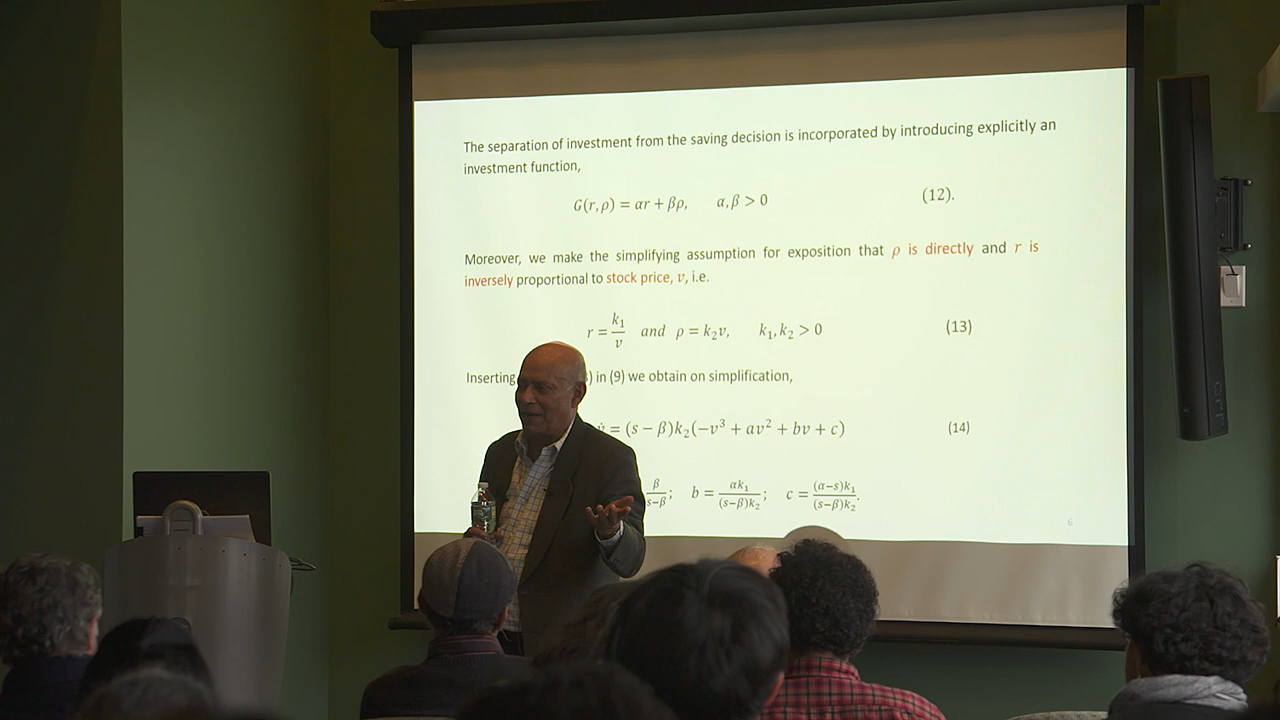 The separation of investment from the saving decision is incorporated by introducing explicitly an
investment function,
G(r,ρ) = αr + βρ, α,β > 0 (12).
Moreover, we make the simplifying assumption for exposition that ρ is directly and r is
inversely proportional to stock price, v, i.e.
r = k₁/v and ρ = k₂v, k₁,k₂ > 0 (13)
Inserting ) in (9) we obtain on simplification,
v̇ = (s − β)k₂(−v³ + av² + bv + c) (14)
β/(s−β); b = αk₁/((s−β)k₂); c = ((α−s)k₁)/((s−β)k₂).
6